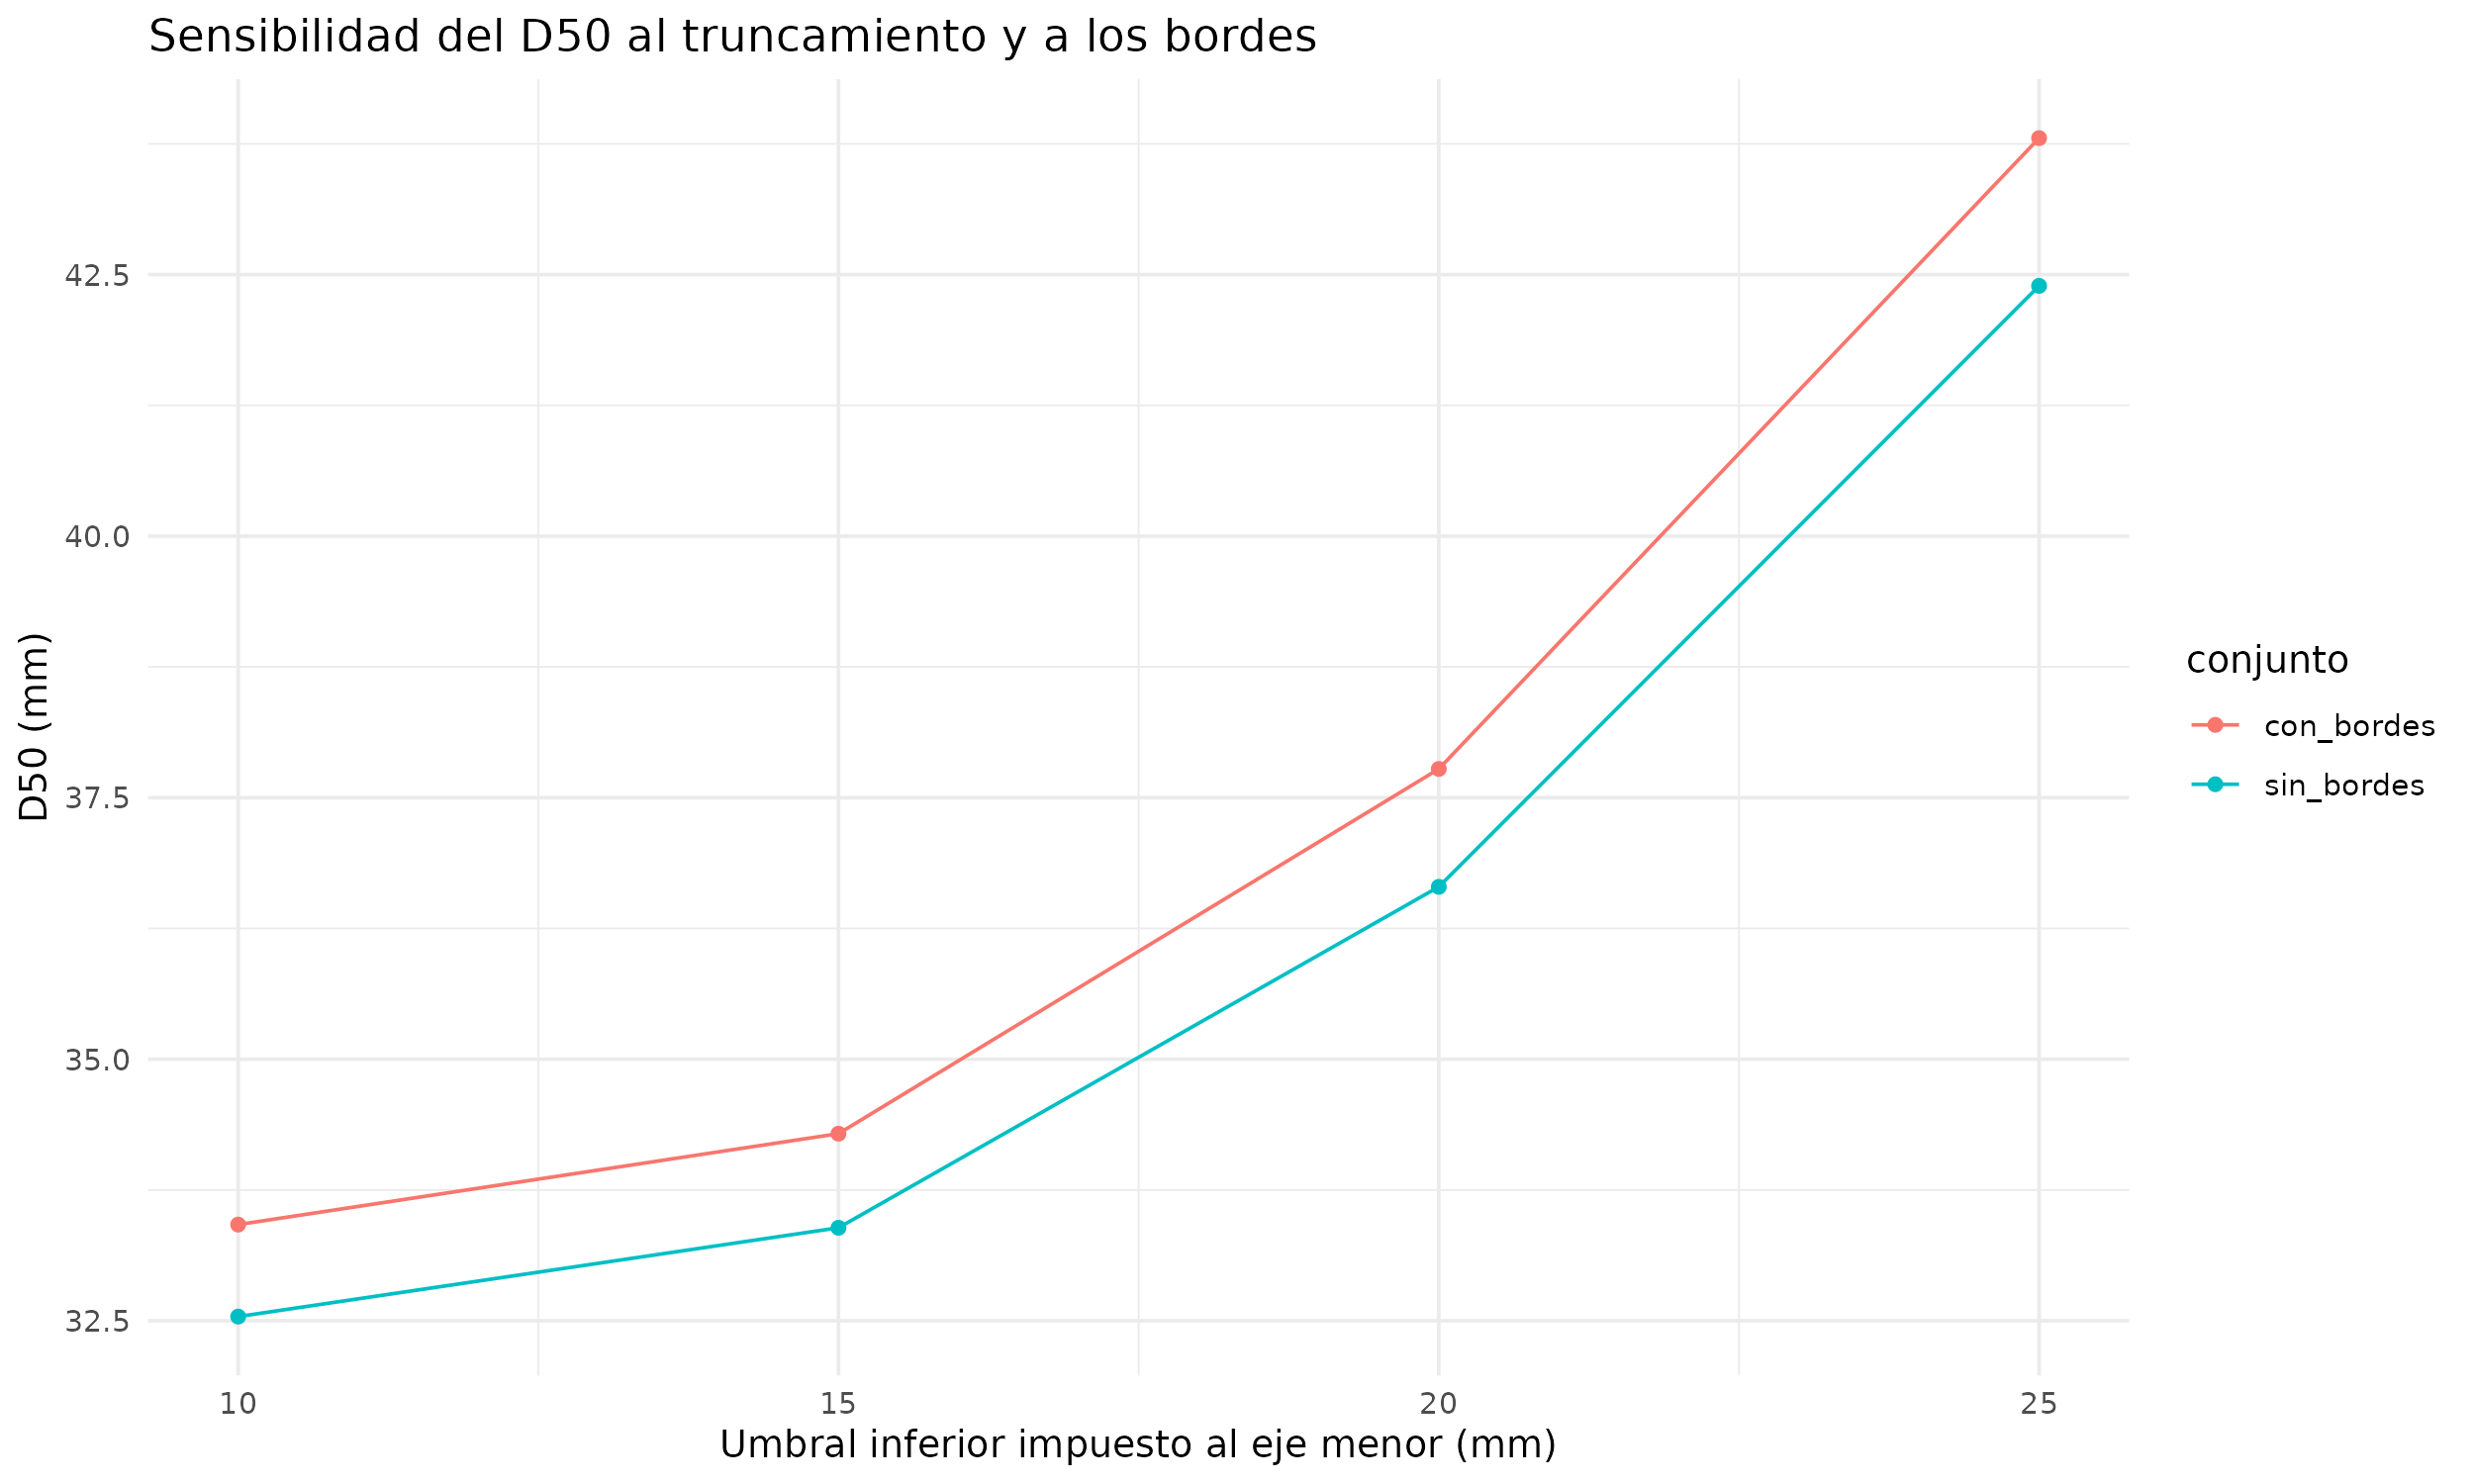 Sensibilidad del D50 al truncamiento y a los bordes
D50 (mm)
42.5
40.0
37.5
35.0
32.5
10 15 20 25
Umbral inferior impuesto al eje menor (mm)
conjunto
con_bordes
sin_bordes